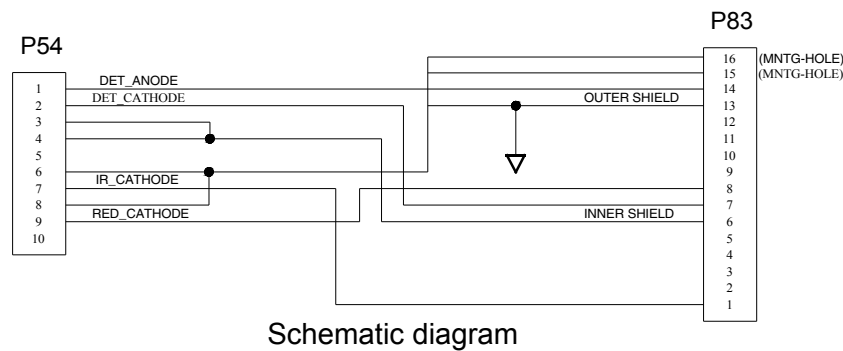 P83
P54
16 (MNTG-HOLE)
15 (MNTG-HOLE)
1 DET_ANODE 14
2 DET_CATHODE OUTER SHIELD 13
3 12
4 11
5 10
6 9
7 IR_CATHODE 8
8 7
9 RED_CATHODE INNER SHIELD 6
10 5
4
3
2
1
Schematic diagram